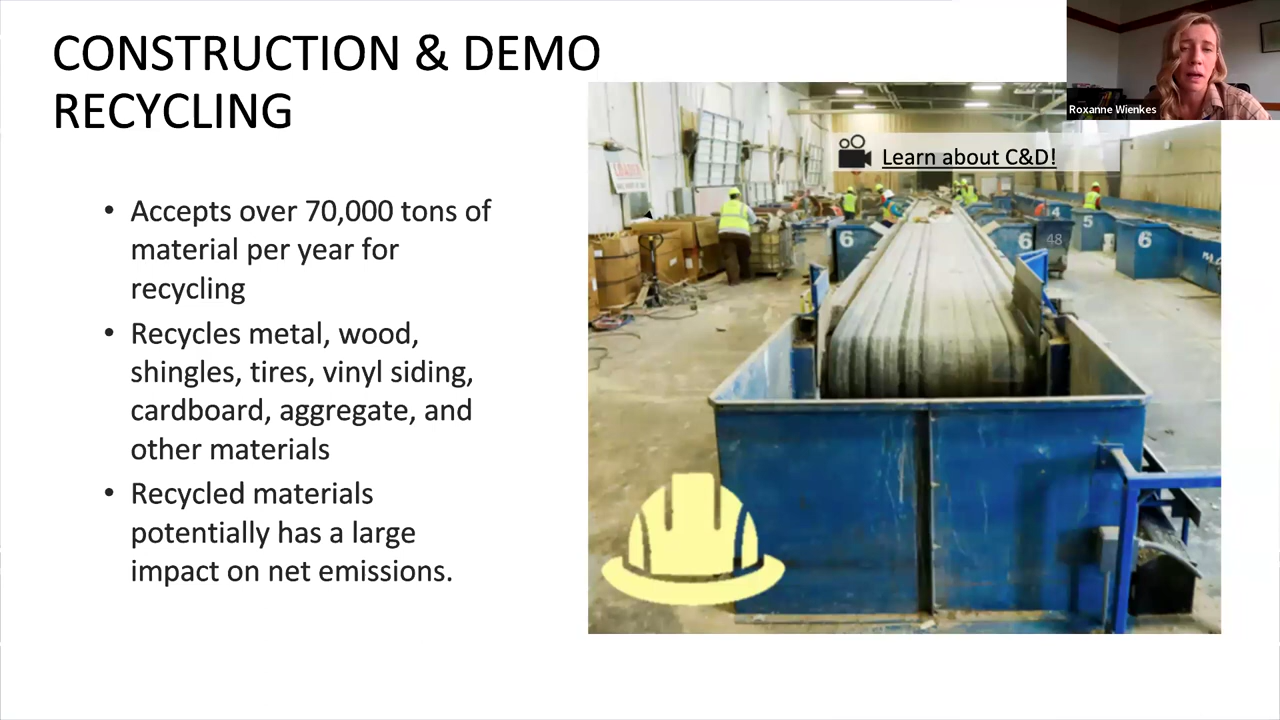 CONSTRUCTION & DEMO
RECYCLING
Roxanne Wienkes
Learn about C&D!
• Accepts over 70,000 tons of
material per year for
recycling
• Recycles metal, wood,
shingles, tires, vinyl siding,
cardboard, aggregate, and
other materials
• Recycled materials
potentially has a large
impact on net emissions.
LOADER
6
6
48
4
5
6